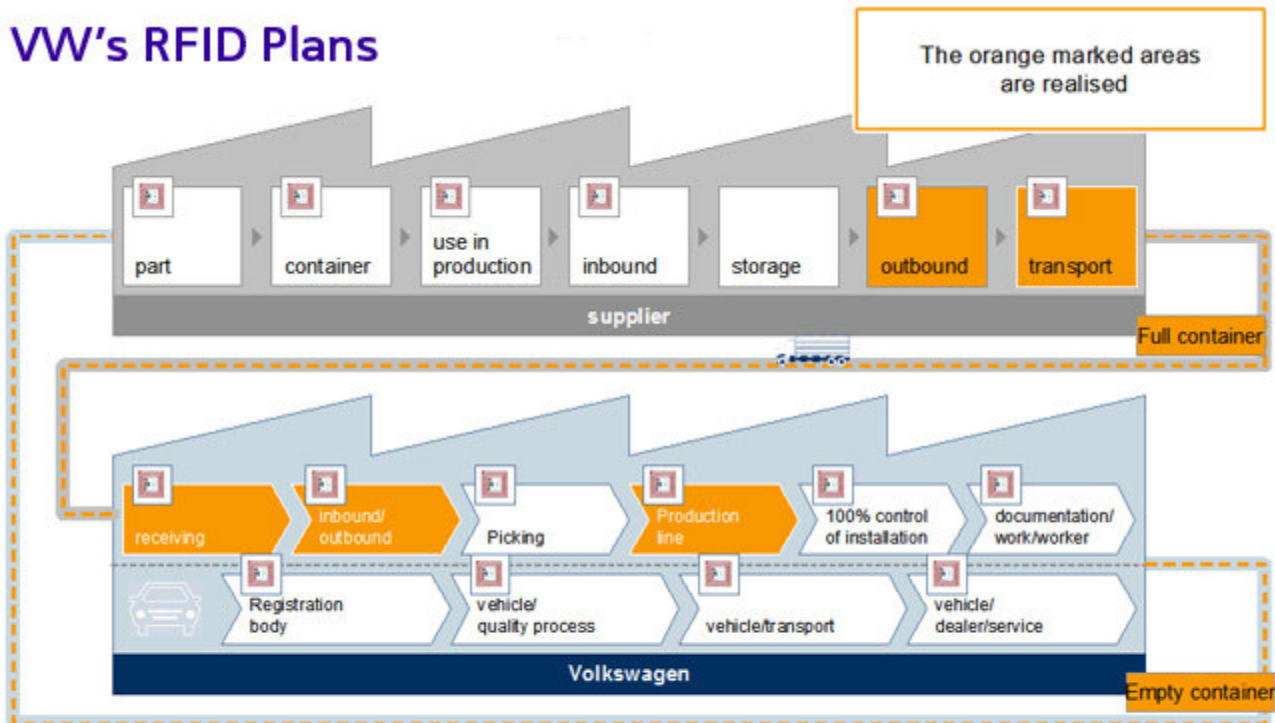 VW's RFID Plans
The orange marked areas
are realised
part
container
use in
production
inbound
storage
outbound
transport
supplier
Full container
receiving
inbound/
outbound
Picking
Production
line
100% control
of installation
documentation/
work/worker
Registration
body
vehicle/
quality process
vehicle/transport
vehicle/
dealer/service
Volkswagen
Empty container